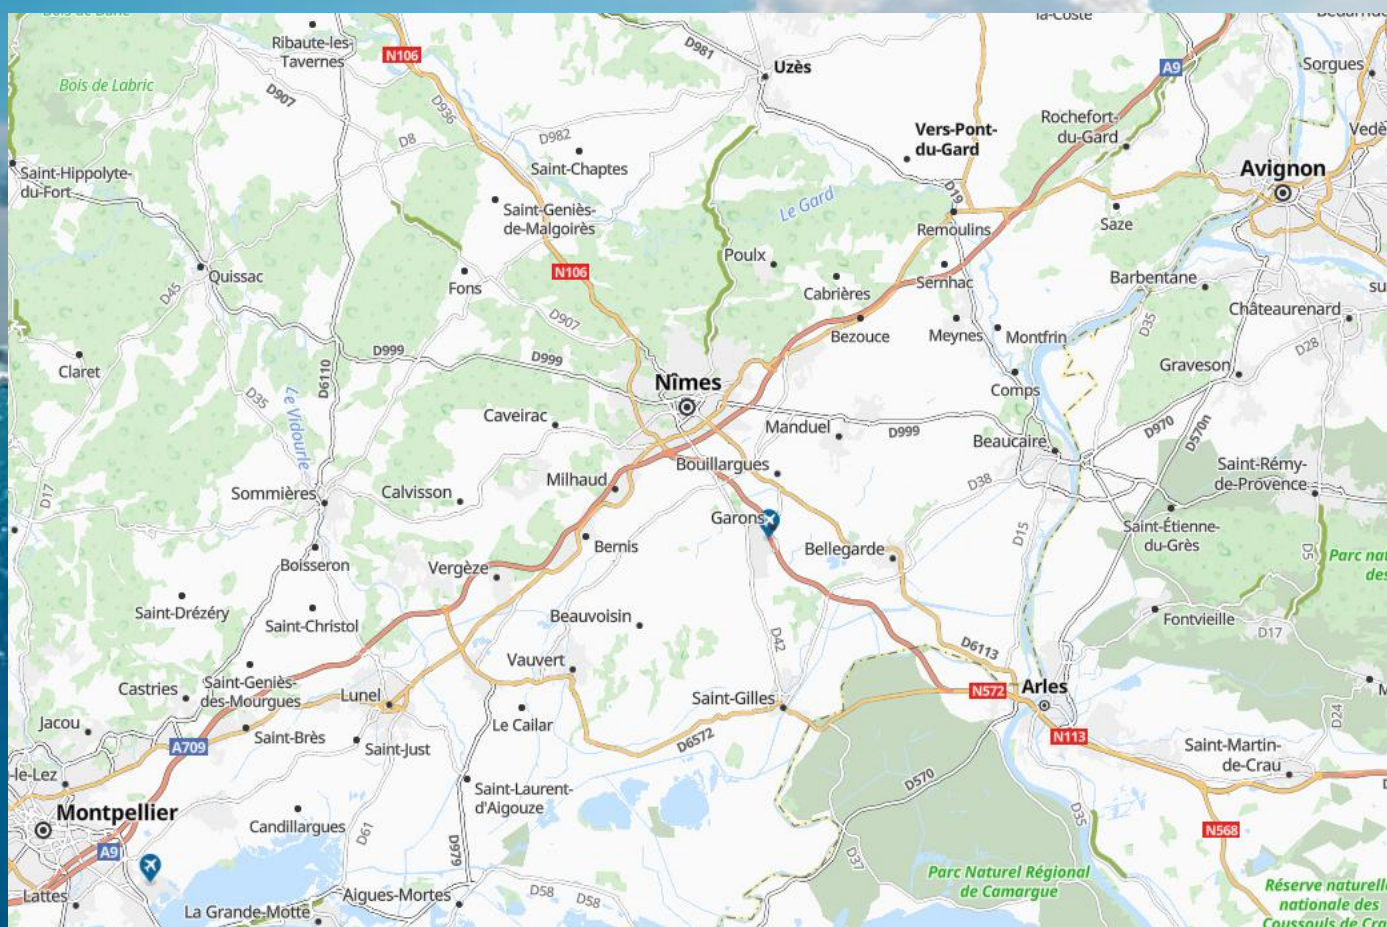 la-Coste
Ribaute-les-
Tavernes
N106
D981
Uzès
A9
Sorgues
Bois de Labric
D907
D936
Rochefort-
du-Gard
Vers-Pont-
du-Gard
D8
D982
Saint-Chaptes
Avignon
Saint-Hippolyte-
du-Fort
D19
Le Gard
Saint-Geniès-
de-Malgoirès
Remoulins
Saze
Poulx
N106
Quissac
Fons
Cabrières
Sernhac
Barbentane
D45
Châteaurenard
D907
Bezouce
Meynes
Montfrin
D35
D28
D999
D999
Claret
D6110
Graveson
Nîmes
Comps
D35
Le Vidourle
Caveirac
Manduel
D999
D970
D570n
Beaucaire
Bouillargues
Saint-Rémy-
de-Provence
Milhaud
D38
D17
Sommières
Calvisson
Garons
D15
Saint-Étienne-
du-Grès
Bernis
Bellegarde
D5
Boisseron
Vergèze
Saint-Drézéry
Saint-Christol
Beauvoisin
Fontvieille
D17
D42
D6113
Vauvert
Castries
Saint-Geniès-
des-Mourgues
Lunel
Saint-Gilles
N572
Arles
Jacou
Le Cailar
D24
Saint-Brès
A709
Saint-Just
D6572
N113
Saint-Martin-
de-Crau
-le-Lez
Saint-Laurent-
d'Aigouze
D570
Montpellier
Candillargues
D61
D979
D35
N568
A9
D37
Parc Naturel Régional
de Camargue
Lattes
La Grande-Motte
Aigues-Mortes
D58
D58
Réserve naturelle
nationale des